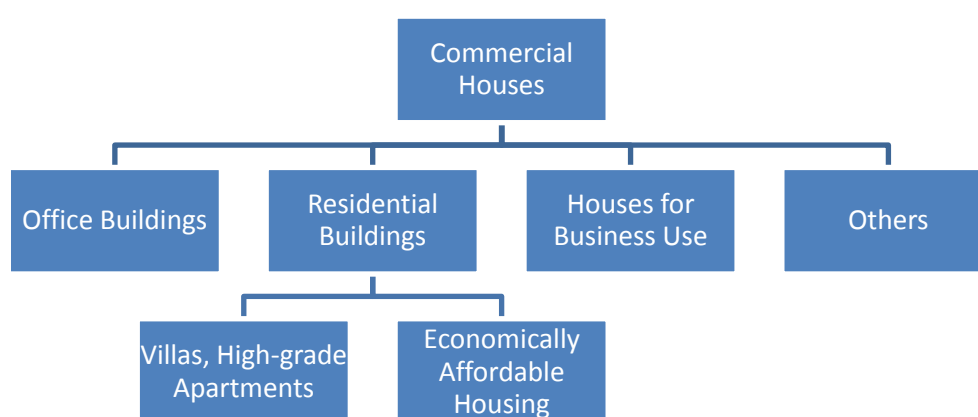 Commercial
Houses
Office Buildings
Residential
Buildings
Houses for
Business Use
Others
Villas, High-grade
Apartments
Economically
Affordable
Housing